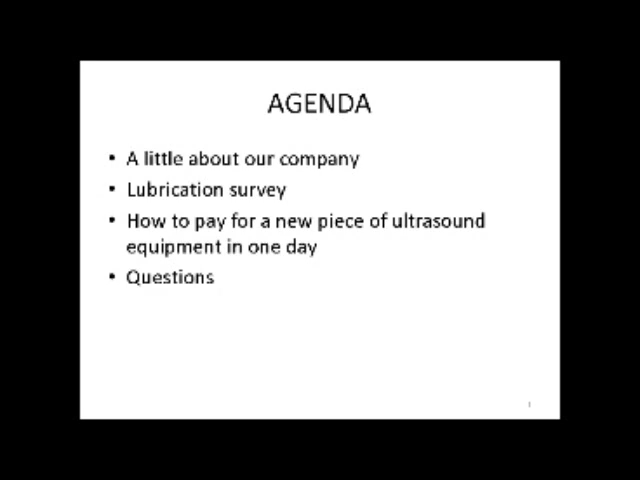 AGENDA
• A little about our company
• Lubrication survey
• How to pay for a new piece of ultrasound
equipment in one day
• Questions